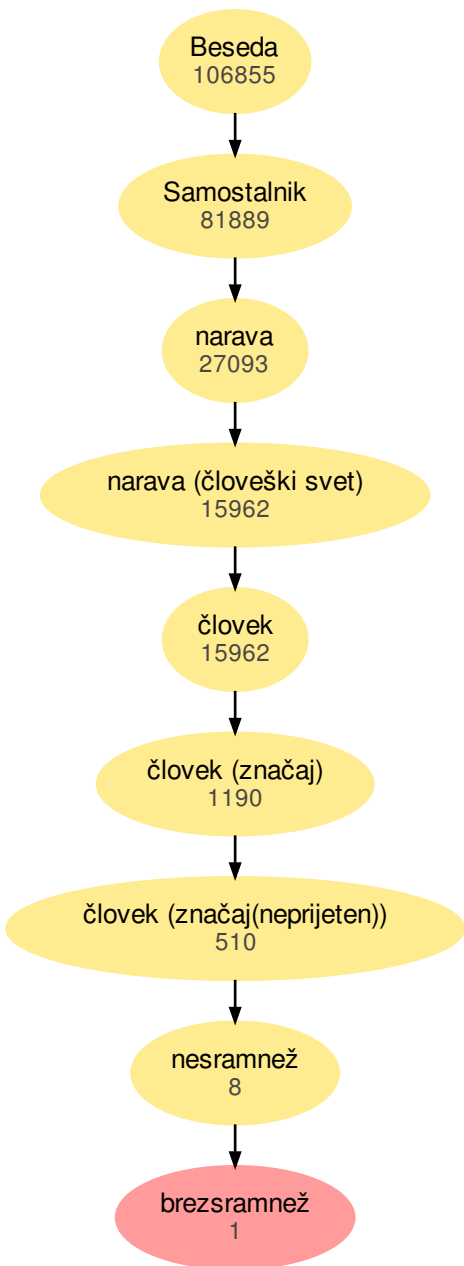 Beseda
106855
Samostalnik
81889
narava
27093
narava (človeški svet)
15962
človek
15962
človek (značaj)
1190
človek (značaj(neprijeten))
510
nesramnež
8
brezsramnež
1